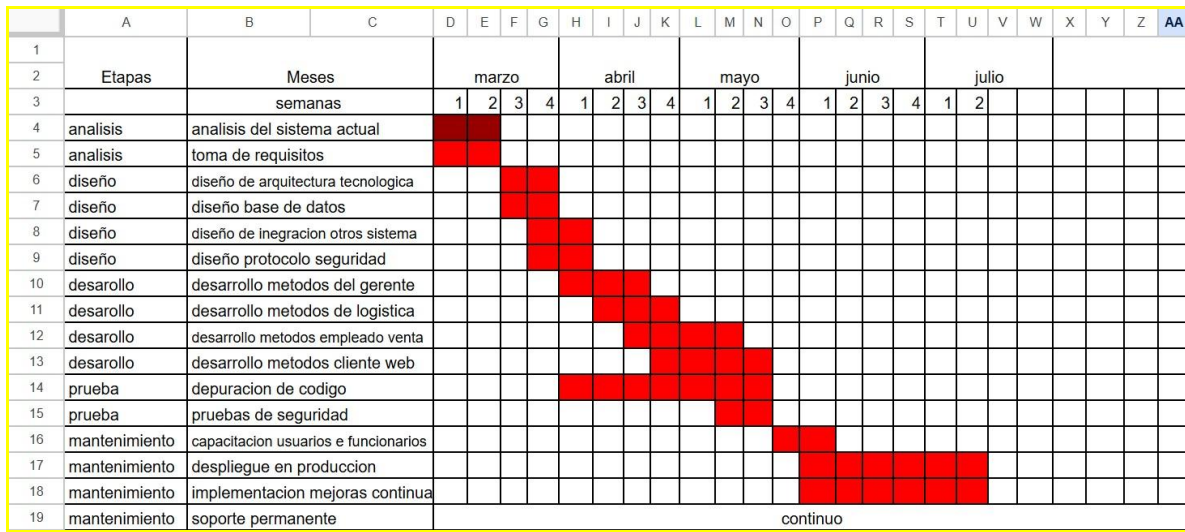 A B C D E F G H I J K L M N O P Q R S T U V W X Y Z AA
1
2 Etapas Meses marzo abril mayo junio julio
3 semanas 1 2 3 4 1 2 3 4 1 2 3 4 1 2 3 4 1 2
4 analisis analisis del sistema actual
5 analisis toma de requisitos
6 diseño diseño de arquitectura tecnologica
7 diseño diseño base de datos
8 diseño diseño de inegracion otros sistema
9 diseño diseño protocolo seguridad
10 desarollo desarrollo metodos del gerente
11 desarollo desarrollo metodos de logistica
12 desarollo desarrollo metodos empleado venta
13 desarollo desarrollo metodos cliente web
14 prueba depuracion de codigo
15 prueba pruebas de seguridad
16 mantenimiento capacitacion usuarios e funcionarios
17 mantenimiento despliegue en produccion
18 mantenimiento implementacion mejoras continua
19 mantenimiento soporte permanente continuo